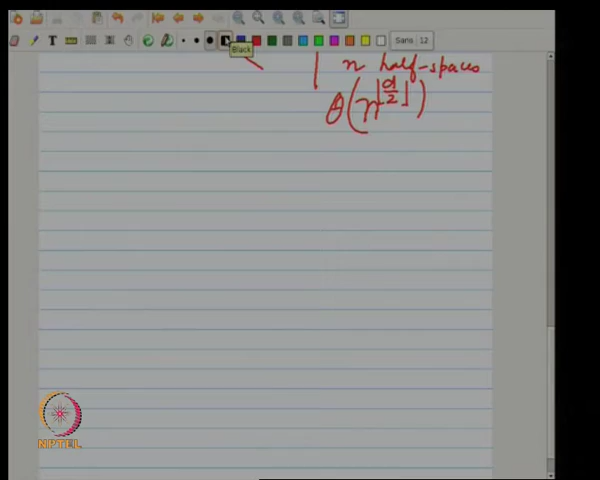 T
Sans 12
Black
n half-spaces
θ(n^⌊d/2⌋)
NPTEL